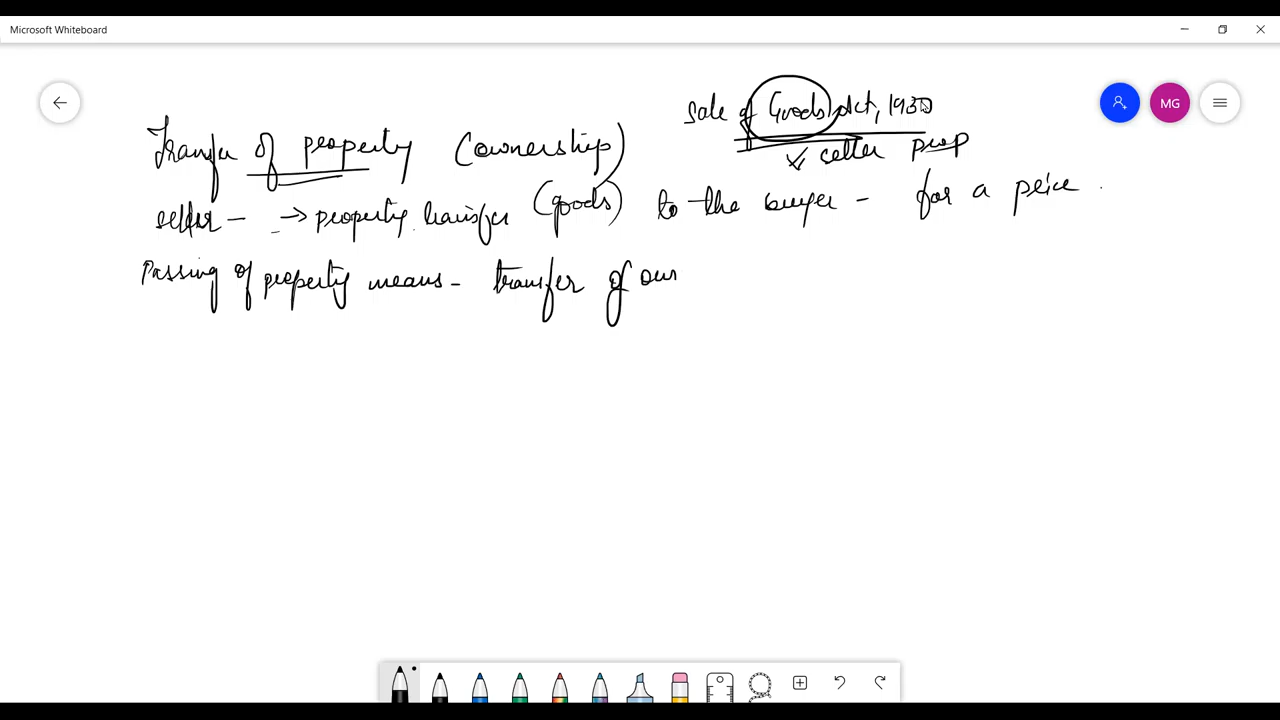 Microsoft Whiteboard
Sale of Goods Act, 1930
Transfer of property (ownership)
seller prop
seller - → property transfer (goods) to the buyer - for a price.
MG
Passing of property means - transfer of own